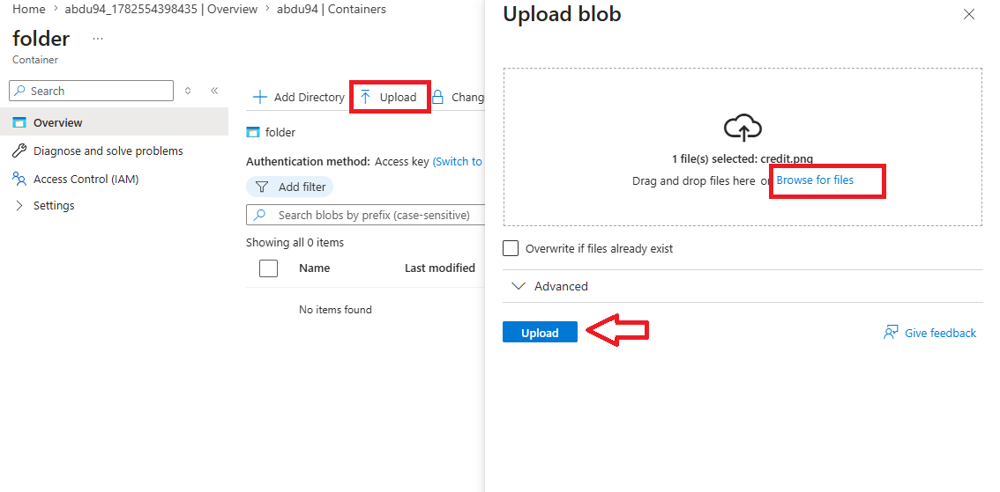 Home > abdu94_1782554398435 | Overview > abdu94 | Containers
folder ...
Container
Search
Overview
Diagnose and solve problems
Access Control (IAM)
Settings
Add Directory
Upload
Chang
folder
Authentication method: Access key (Switch to
Add filter
Search blobs by prefix (case-sensitive)
Showing all 0 items
Name Last modified
No items found
Upload blob
1 file(s) selected: credit.png
Drag and drop files here or Browse for files
Overwrite if files already exist
Advanced
Upload
Give feedback